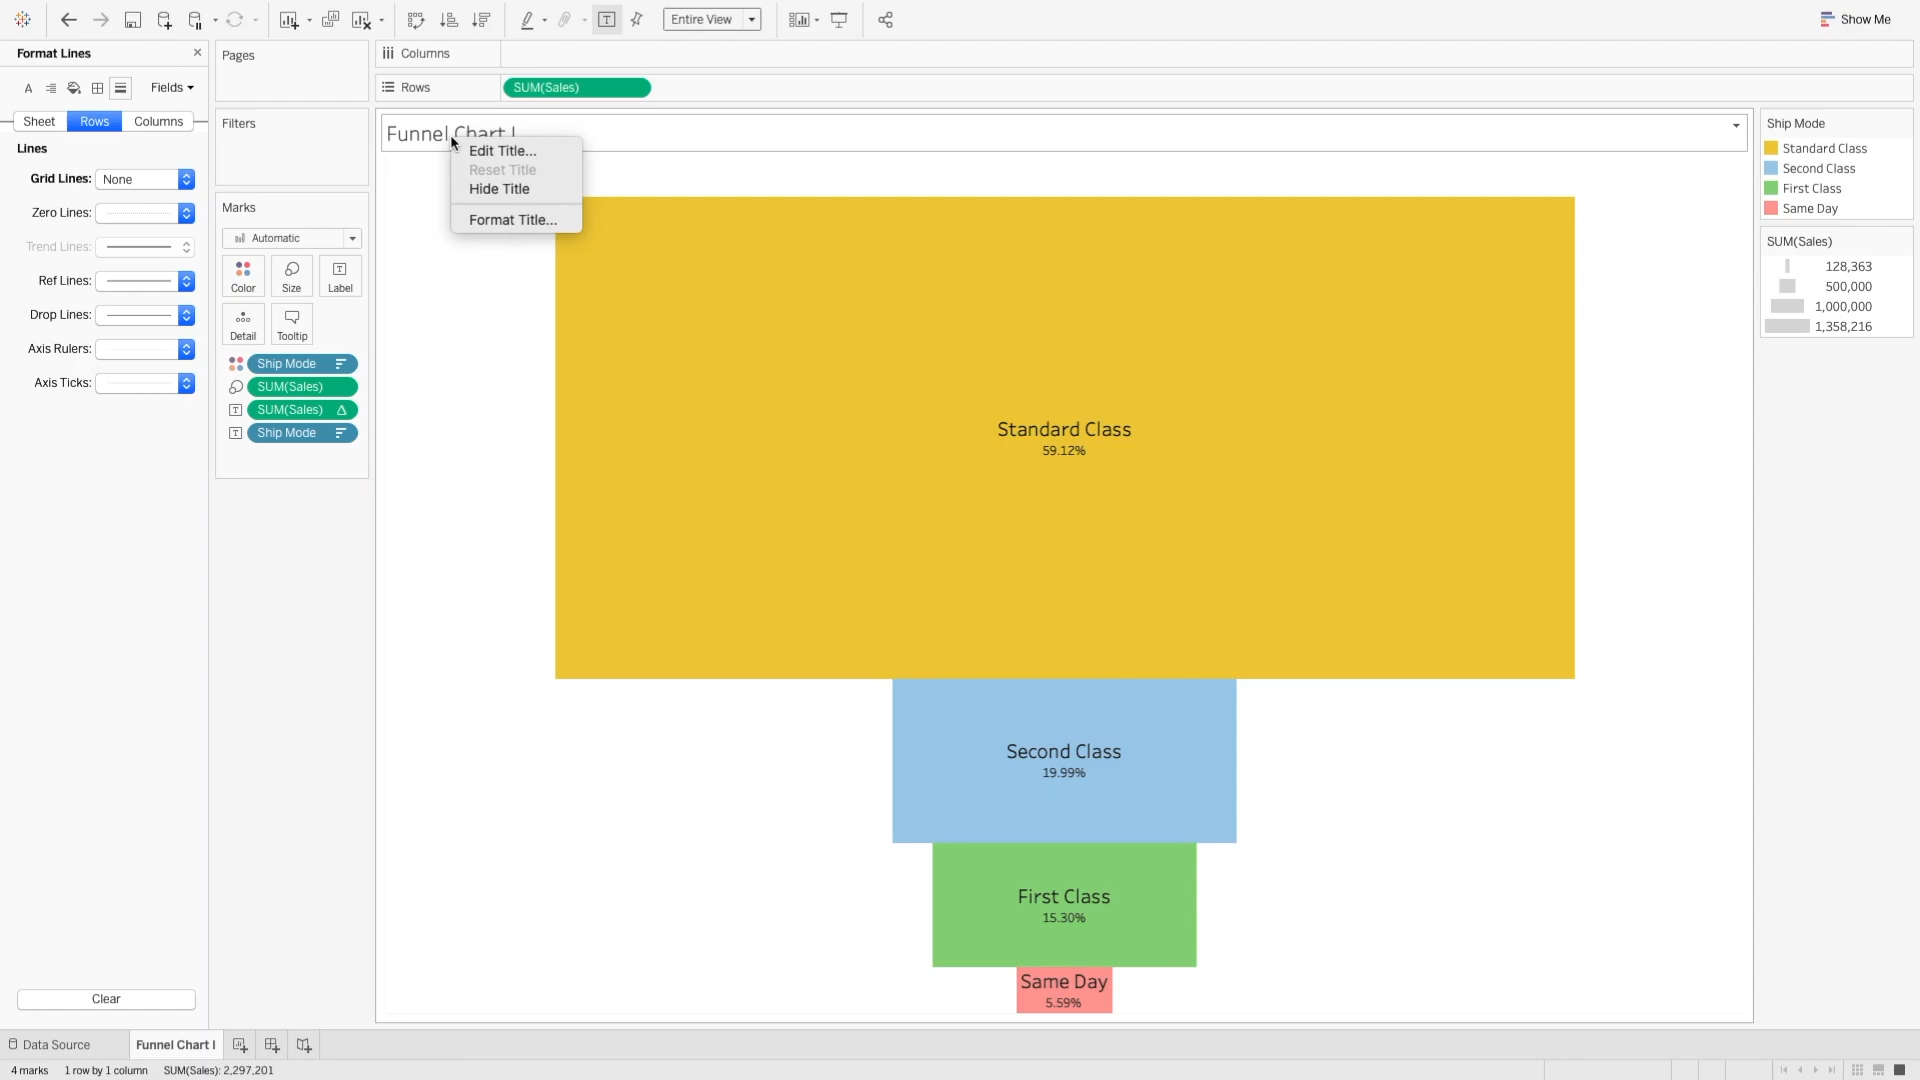 Entire View
Show Me
Format Lines
Fields
Sheet
Rows
Columns
Lines
Grid Lines:
None
Zero Lines:
Trend Lines:
Ref Lines:
Drop Lines:
Axis Rulers:
Axis Ticks:
Clear
Pages
Filters
Marks
Automatic
Color
Size
Label
Detail
Tooltip
Ship Mode
SUM(Sales)
SUM(Sales)
Ship Mode
Columns
Rows
SUM(Sales)
Funnel Chart I
Edit Title...
Reset Title
Hide Title
Format Title...
Standard Class
59.12%
Second Class
19.99%
First Class
15.30%
Same Day
5.59%
Ship Mode
Standard Class
Second Class
First Class
Same Day
SUM(Sales)
128,363
500,000
1,000,000
1,358,216
Data Source
Funnel Chart I
4 marks
1 row by 1 column
SUM(Sales): 2,297,201